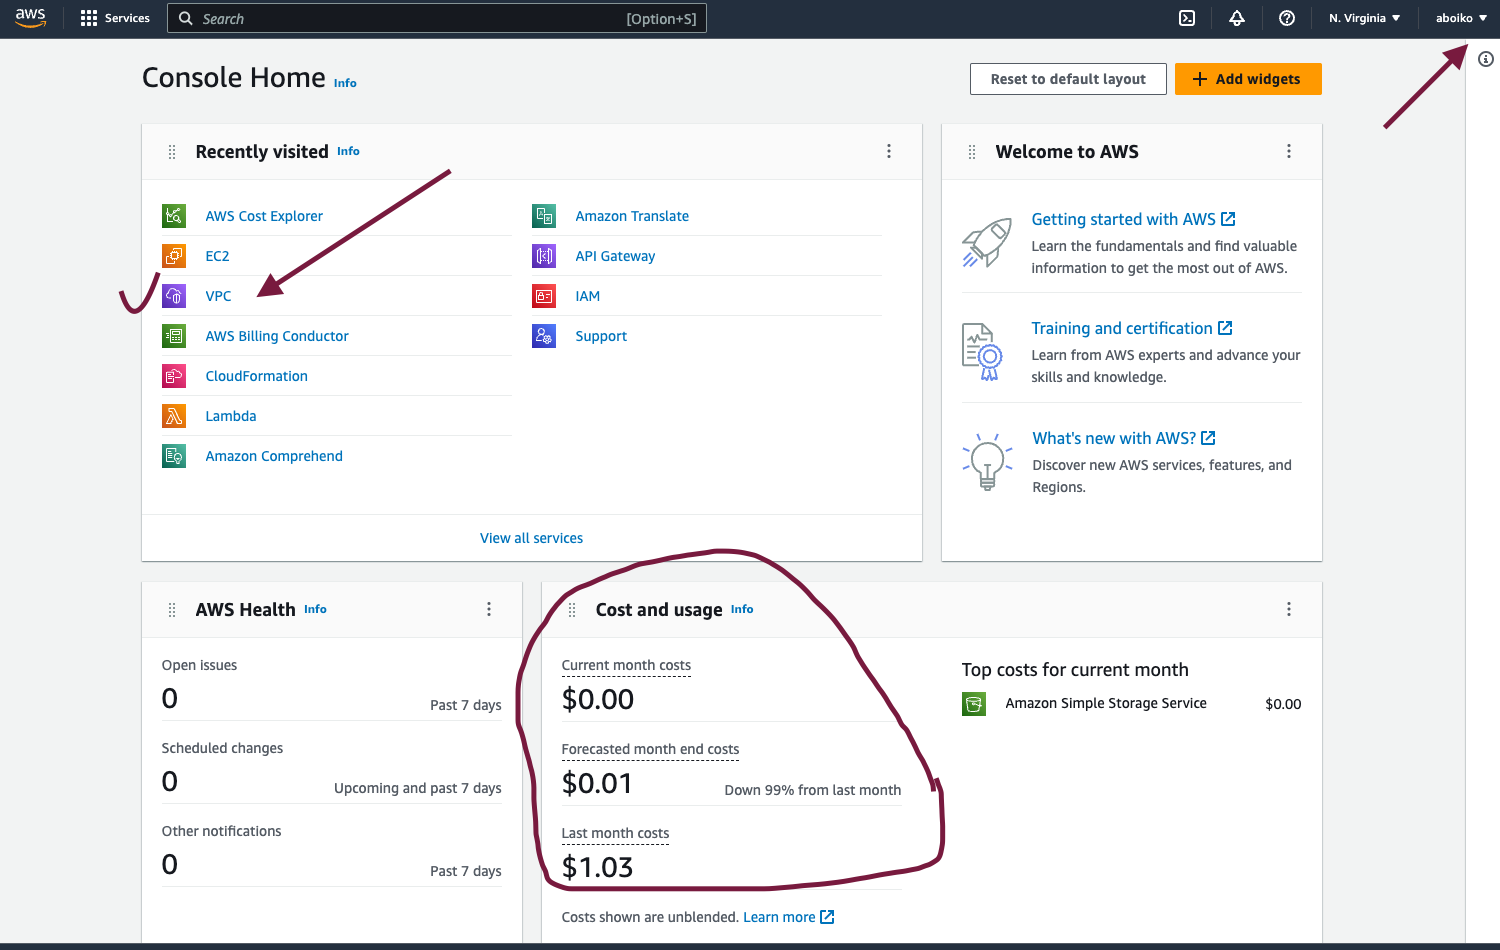 aws Services Search [Option+S] N. Virginia aboiko
Console Home Info
Reset to default layout
Add widgets
Recently visited Info
AWS Cost Explorer
EC2
VPC
AWS Billing Conductor
CloudFormation
Lambda
Amazon Comprehend
Amazon Translate
API Gateway
IAM
Support
View all services
Welcome to AWS
Getting started with AWS
Learn the fundamentals and find valuable
information to get the most out of AWS.
Training and certification
Learn from AWS experts and advance your
skills and knowledge.
What's new with AWS?
Discover new AWS services, features, and
Regions.
AWS Health Info
Open issues
0 Past 7 days
Scheduled changes
0 Upcoming and past 7 days
Other notifications
0 Past 7 days
Cost and usage Info
Current month costs
$0.00
Forecasted month end costs
$0.01 Down 99% from last month
Last month costs
$1.03
Costs shown are unblended. Learn more
Top costs for current month
Amazon Simple Storage Service $0.00